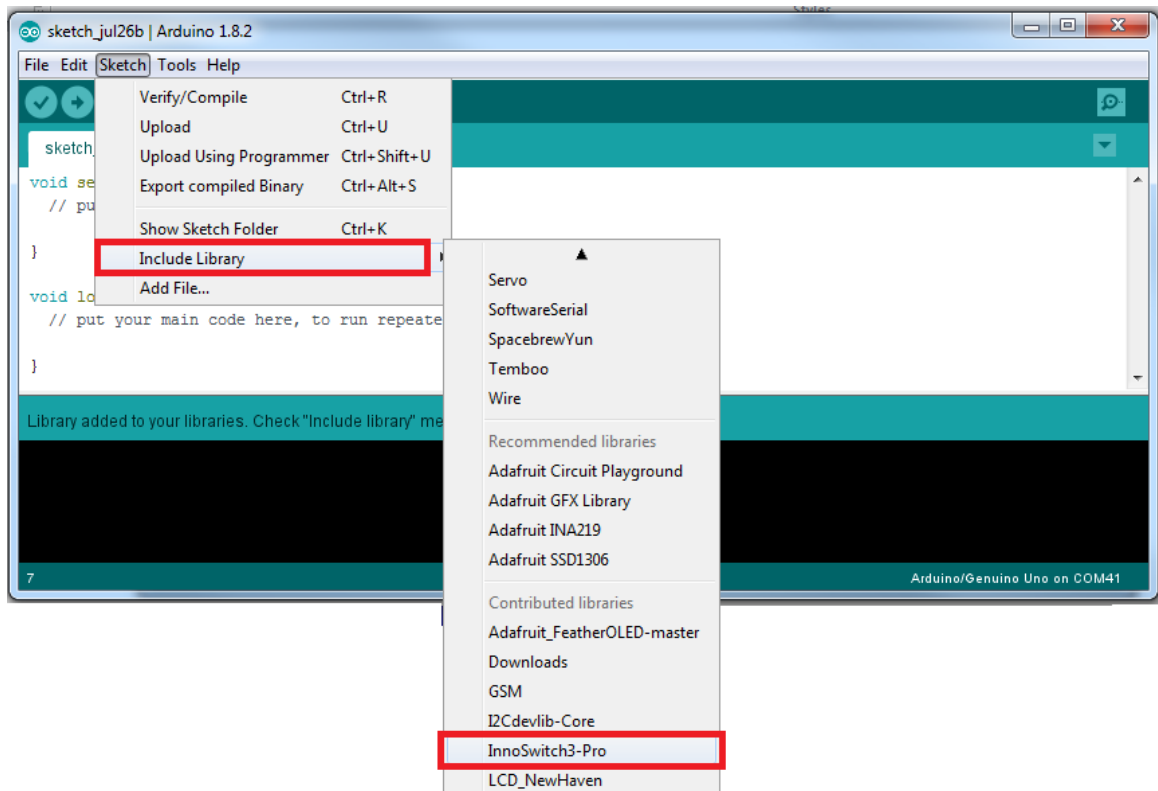 Styles
sketch_jul26b | Arduino 1.8.2
File Edit Sketch Tools Help
Verify/Compile Ctrl+R
Upload Ctrl+U
Upload Using Programmer Ctrl+Shift+U
Export compiled Binary Ctrl+Alt+S
Show Sketch Folder Ctrl+K
Include Library
Add File...
sketch_
void se
// pu
}
void lo
// put your main code here, to run repeate
}
Library added to your libraries. Check "Include library" me
7
Arduino/Genuino Uno on COM41
Servo
SoftwareSerial
SpacebrewYun
Temboo
Wire
Recommended libraries
Adafruit Circuit Playground
Adafruit GFX Library
Adafruit INA219
Adafruit SSD1306
Contributed libraries
Adafruit_FeatherOLED-master
Downloads
GSM
I2Cdevlib-Core
InnoSwitch3-Pro
LCD_NewHaven